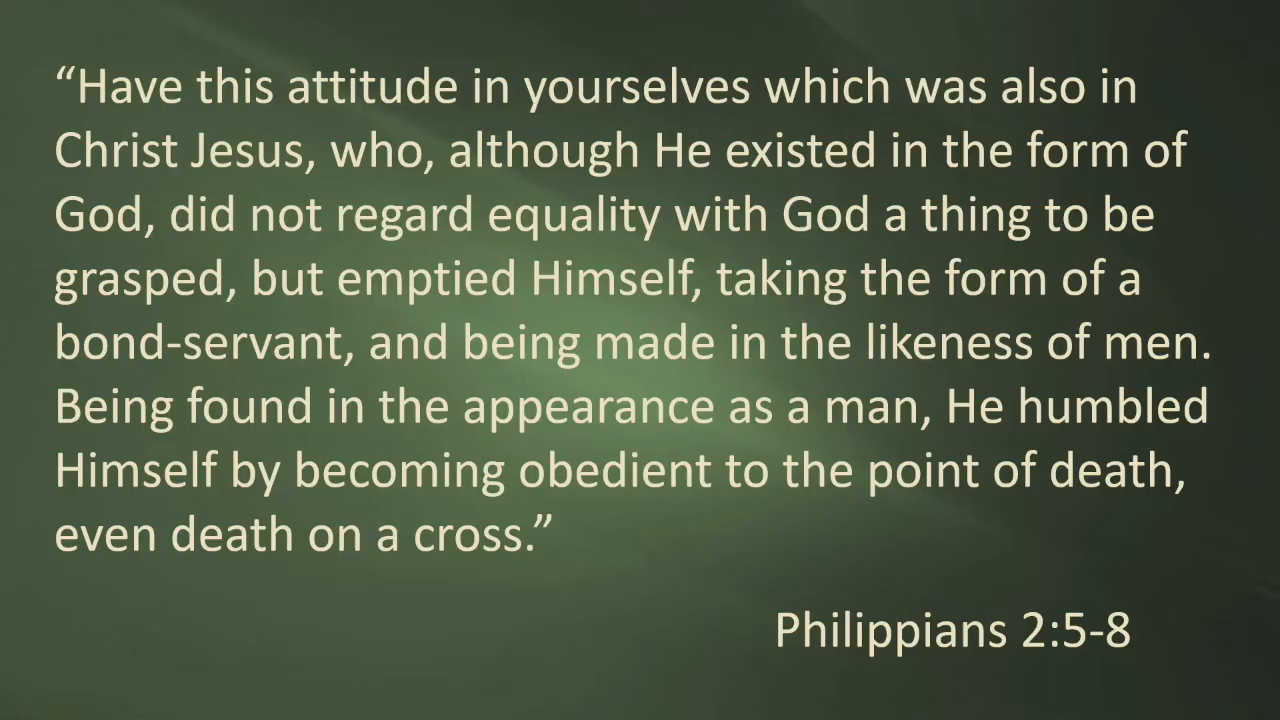 “Have this attitude in yourselves which was also in
Christ Jesus, who, although He existed in the form of
God, did not regard equality with God a thing to be
grasped, but emptied Himself, taking the form of a
bond-servant, and being made in the likeness of men.
Being found in the appearance as a man, He humbled
Himself by becoming obedient to the point of death,
even death on a cross.”
Philippians 2:5-8